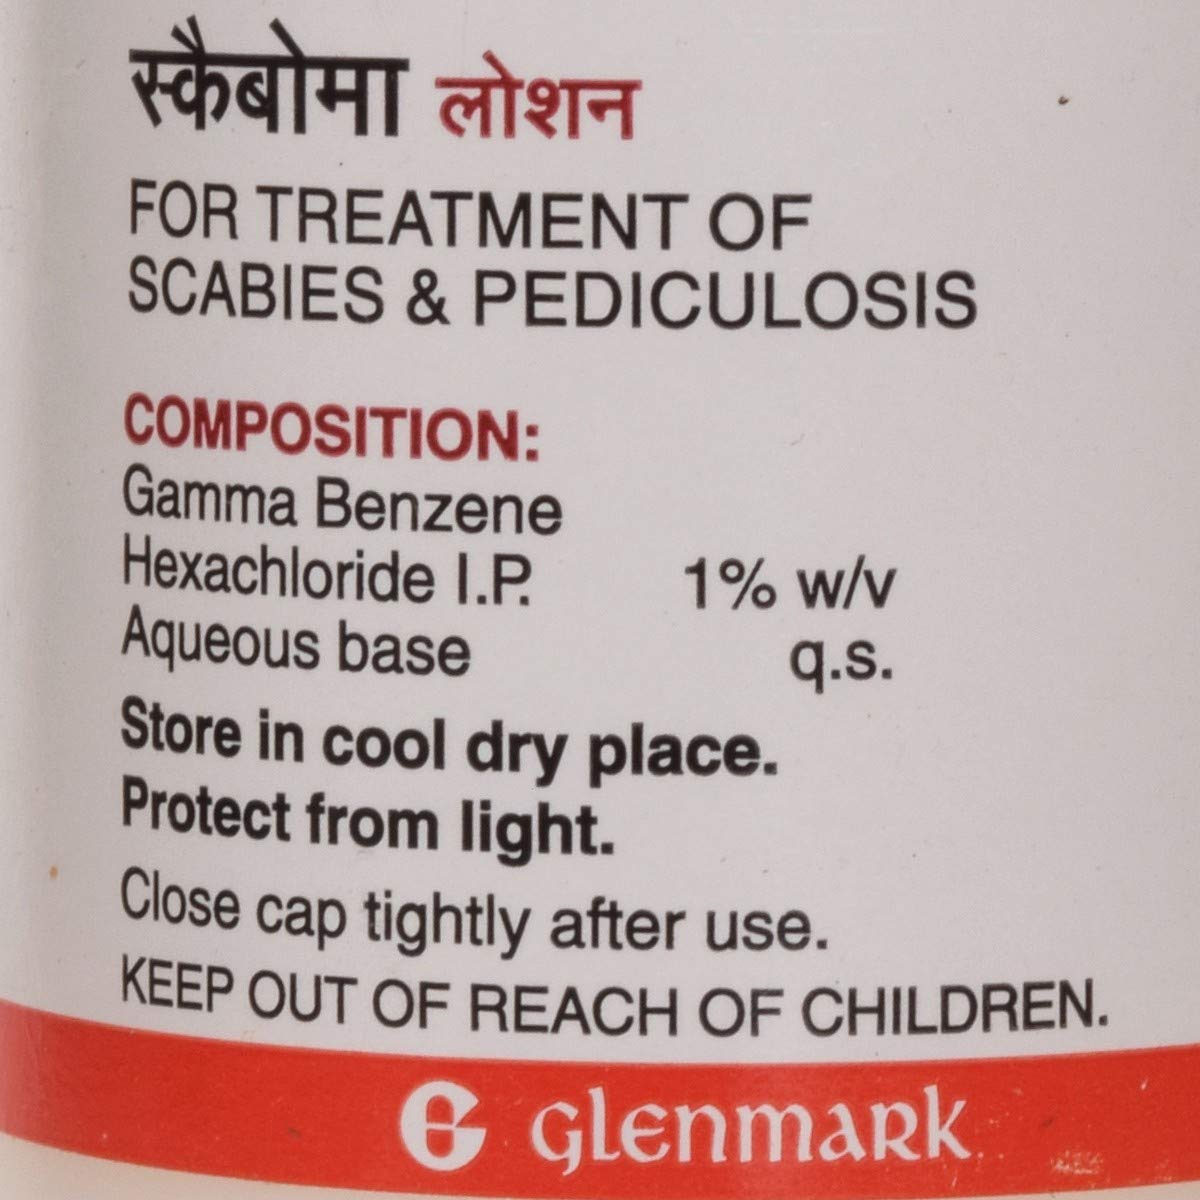 स्कैबोमा लोशन
FOR TREATMENT OF
SCABIES & PEDICULOSIS
COMPOSITION:
Gamma Benzene
Hexachloride I.P. 1% w/v
Aqueous base q.s.
Store in cool dry place.
Protect from light.
Close cap tightly after use.
KEEP OUT OF REACH OF CHILDREN.
G glenmark